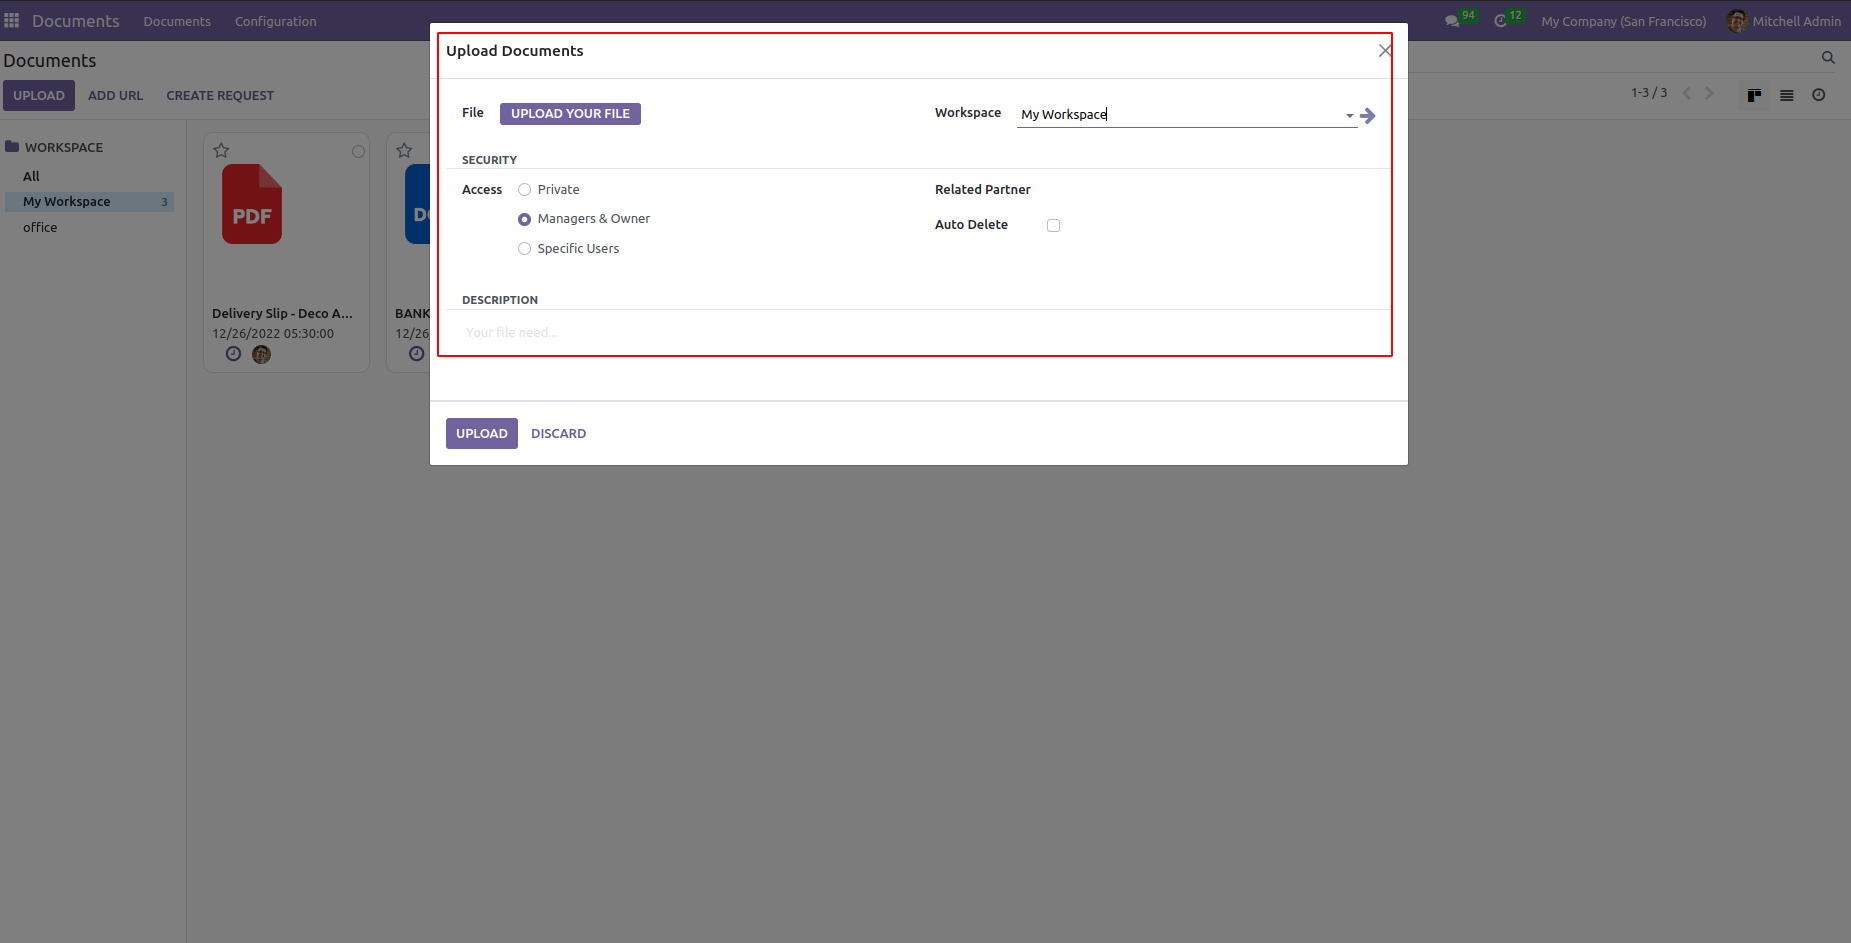 Documents Documents Configuration 94 12 My Company (San Francisco) Mitchell Admin
Documents
UPLOAD ADD URL CREATE REQUEST 1-3 / 3
WORKSPACE
All
My Workspace 3
office
PDF
Delivery Slip - Deco A...
12/26/2022 05:30:00
BANK
12/26
Upload Documents
File UPLOAD YOUR FILE Workspace My Workspace
SECURITY
Access Private Related Partner
Managers & Owner Auto Delete
Specific Users
DESCRIPTION
Your file need...
UPLOAD DISCARD